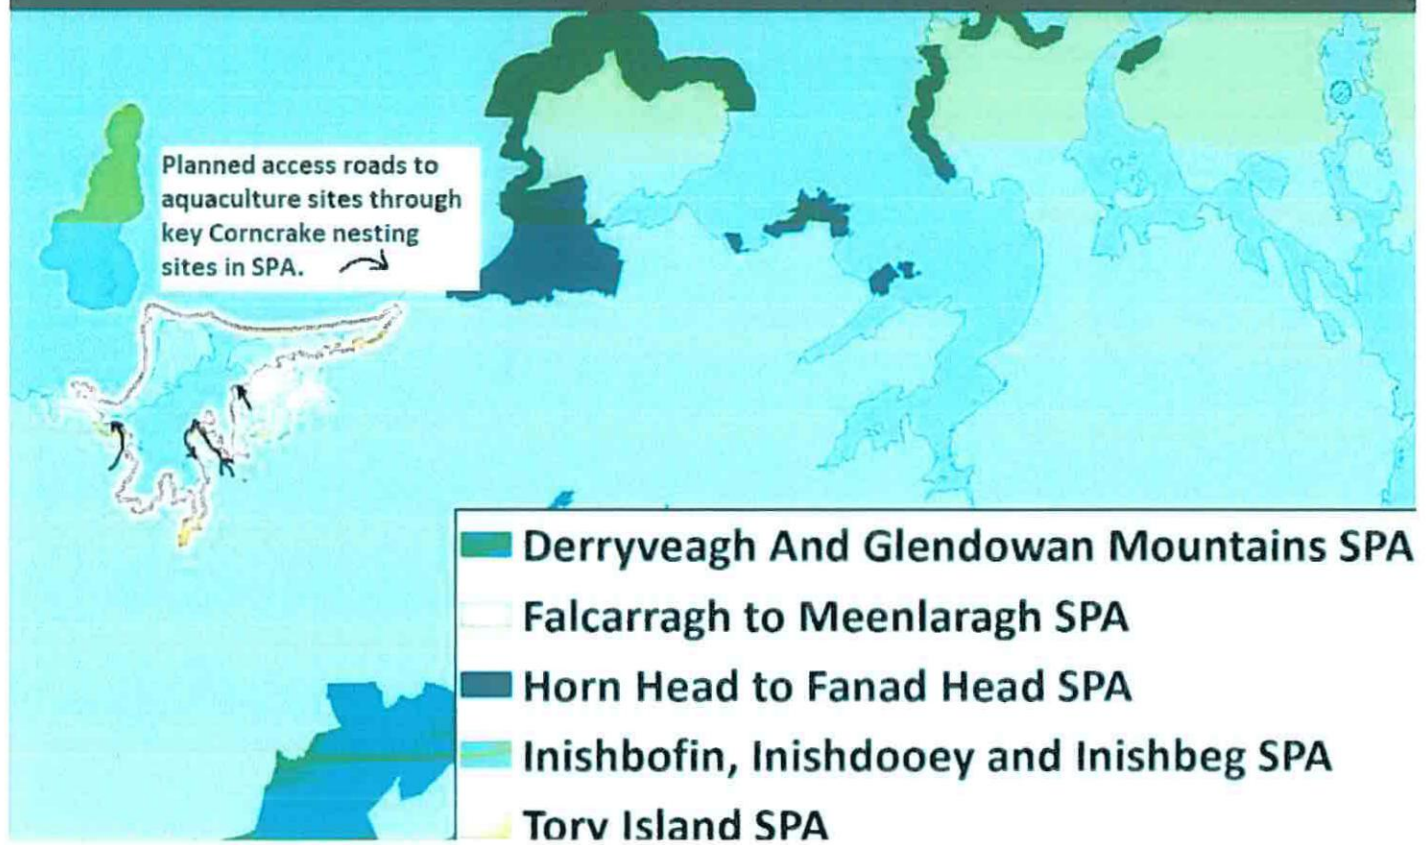 Planned access roads to
aquaculture sites through
key Corncrake nesting
sites in SPA.
Derryveagh And Glendowan Mountains SPA
Falcarragh to Meenlaragh SPA
Horn Head to Fanad Head SPA
Inishbofin, Inishdooey and Inishbeg SPA
Tory Island SPA